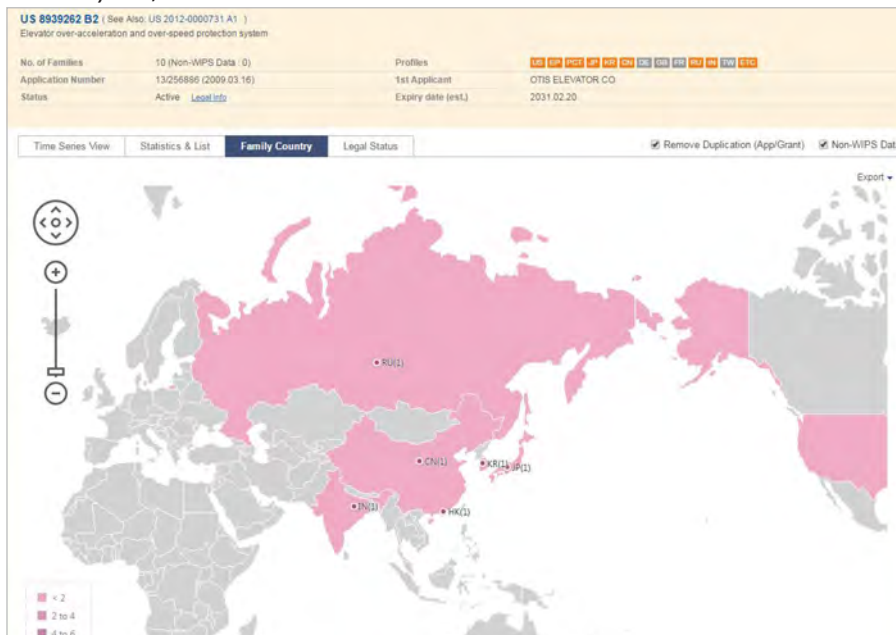 US 8939262 B2 ( See Also: US 2012-0000731 A1 )
Elevator over-acceleration and over-speed protection system
No. of Families 10 (Non-WIPS Data : 0) Profiles US EP PCT JP KR CN DE GB FR RU IN TW ETC
Application Number 13/256886 (2009.03.16) 1st Applicant OTIS ELEVATOR CO
Status Active Legal Info Expiry date (est.) 2031.02.20
Time Series View Statistics & List Family Country Legal Status Remove Duplication (App/Grant) Non-WIPS Dat
Export
RU(1)
CN(1) KR(1) JP(1)
IN(1) HK(1)
< 2
2 to 4
4 to 6